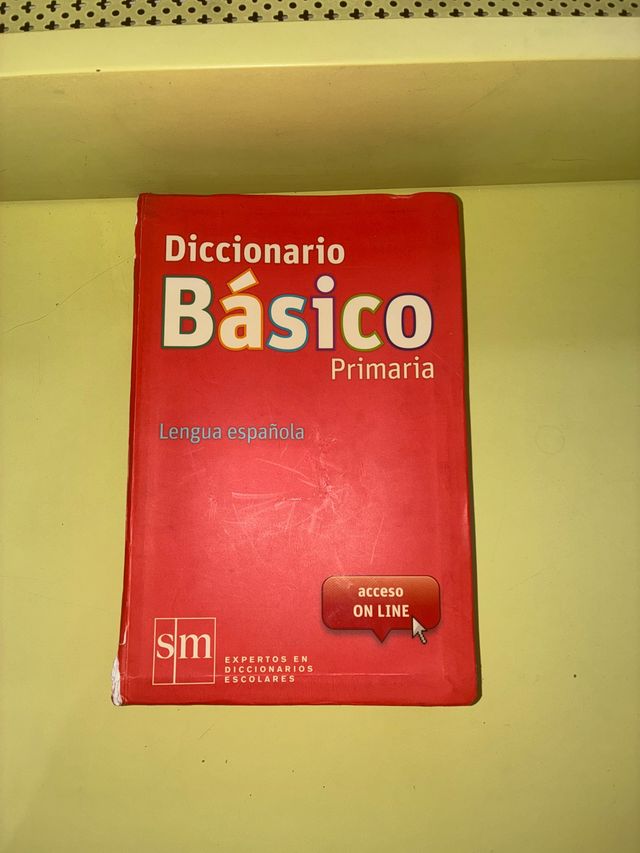 Diccionario
Básico
Primaria
Lengua española
acceso
ON LINE
sm
EXPERTOS EN
DICCIONARIOS
ESCOLARES